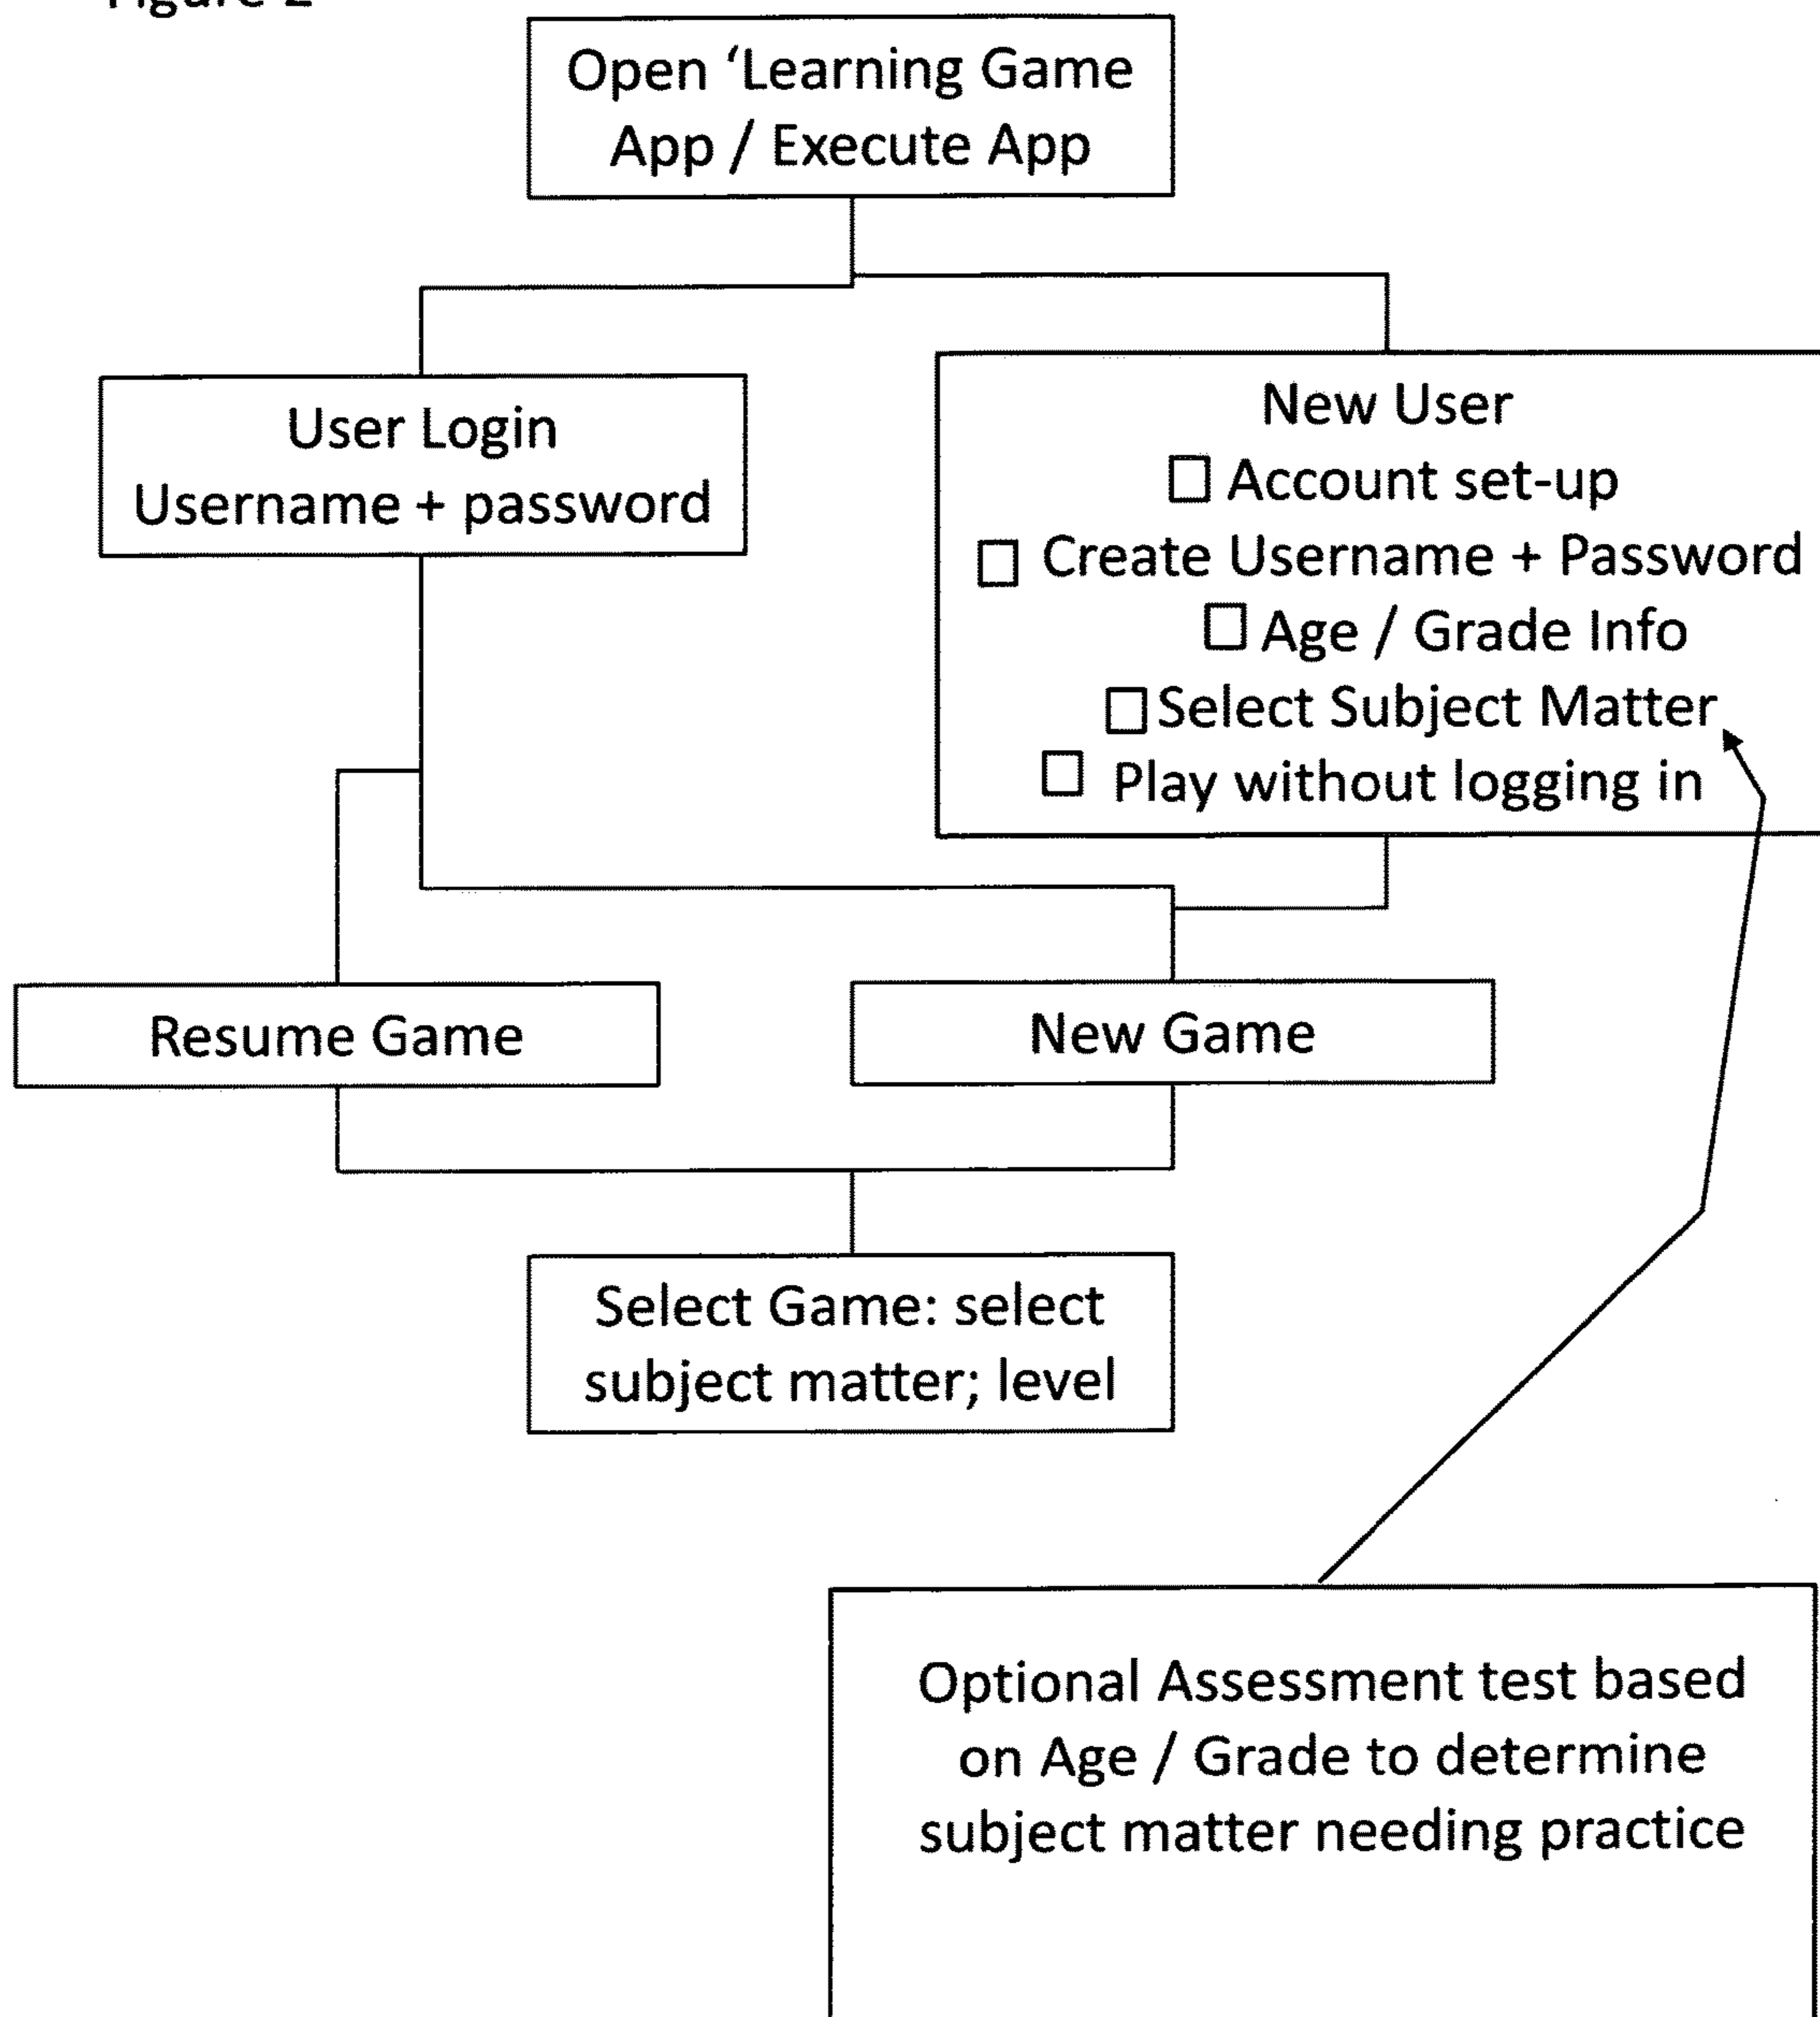 Figure 2
Open ‘Learning Game
App / Execute App
User Login
Username + password
New User
☐ Account set-up
☐ Create Username + Password
☐ Age / Grade Info
☐ Select Subject Matter
☐ Play without logging in
Resume Game
New Game
Select Game: select
subject matter; level
Optional Assessment test based
on Age / Grade to determine
subject matter needing practice